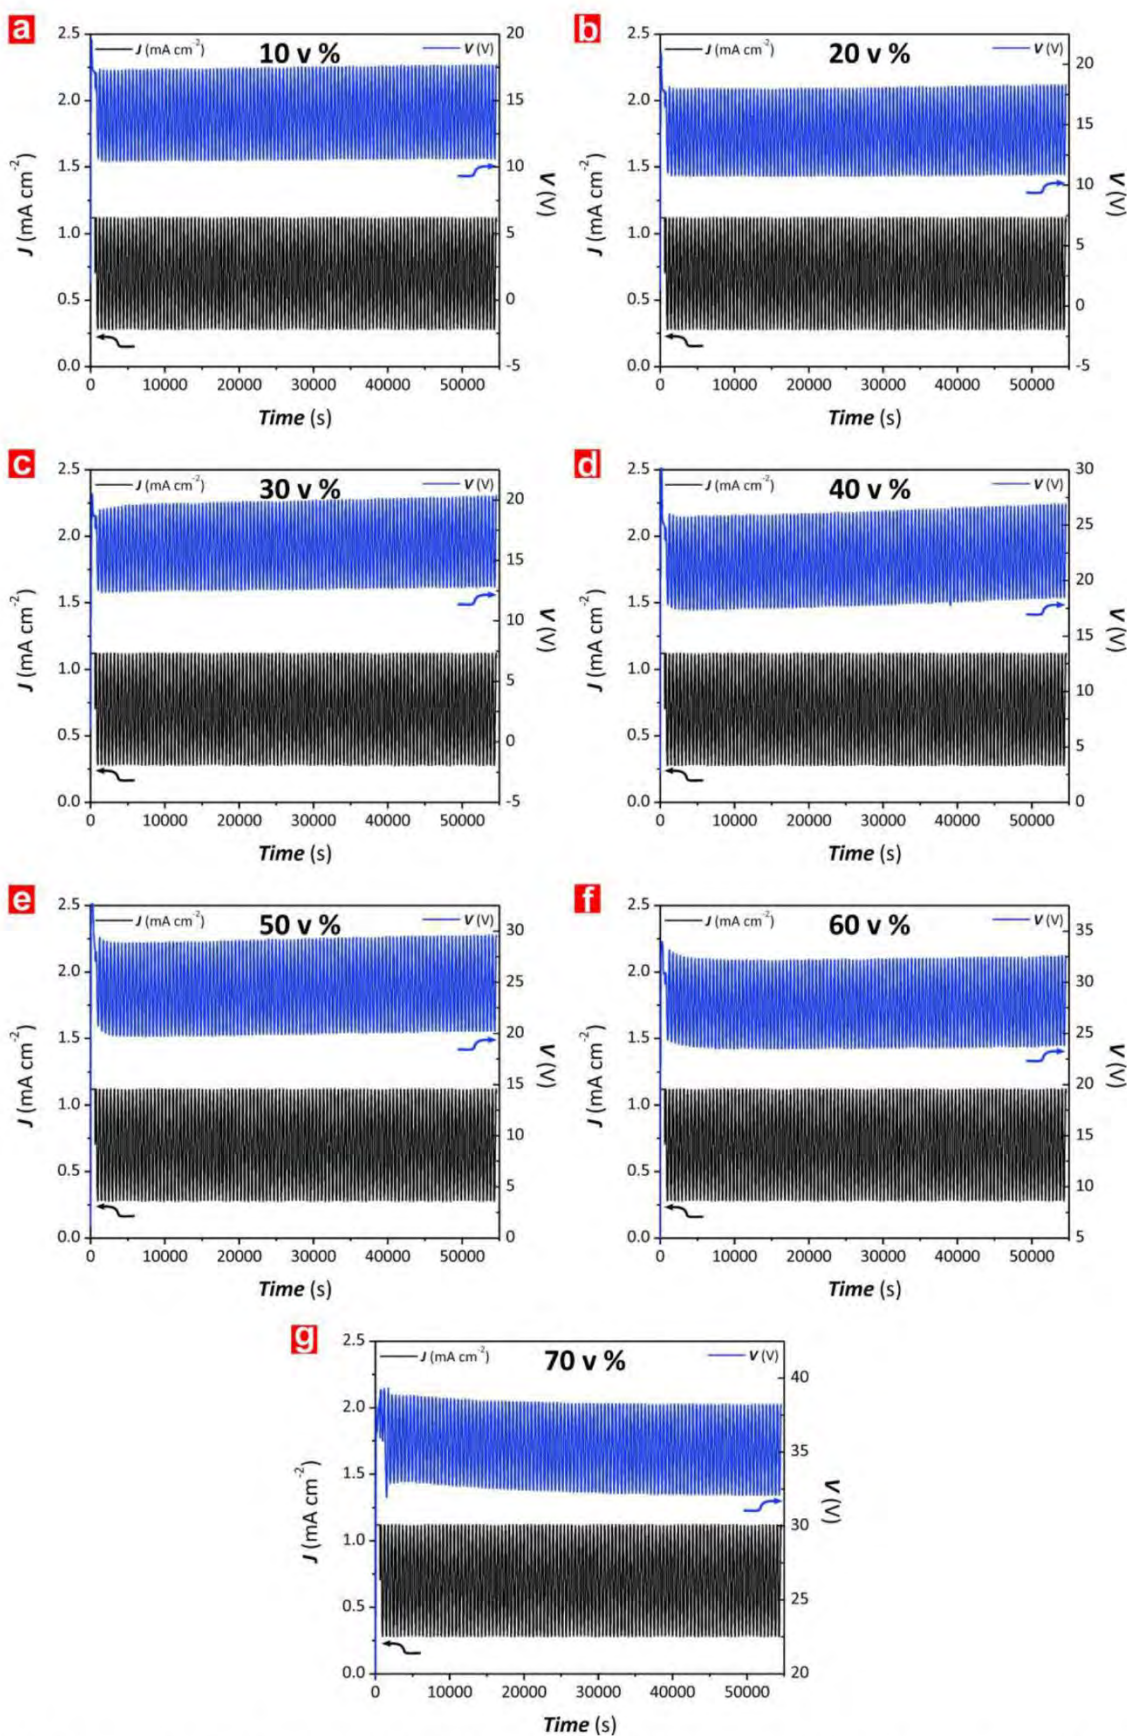 a
J (mA cm⁻²)
10 v %
V (V)
2.5
2.0
1.5
1.0
0.5
0.0
J (mA cm⁻²)
20
15
10
5
0
-5
V (V)
0 10000 20000 30000 40000 50000
Time (s)
b
J (mA cm⁻²)
20 v %
V (V)
2.5
2.0
1.5
1.0
0.5
0.0
J (mA cm⁻²)
20
15
10
5
0
-5
V (V)
0 10000 20000 30000 40000 50000
Time (s)
c
J (mA cm⁻²)
30 v %
V (V)
2.5
2.0
1.5
1.0
0.5
0.0
J (mA cm⁻²)
20
15
10
5
0
-5
V (V)
0 10000 20000 30000 40000 50000
Time (s)
d
J (mA cm⁻²)
40 v %
V (V)
2.5
2.0
1.5
1.0
0.5
0.0
J (mA cm⁻²)
30
25
20
15
10
5
0
V (V)
0 10000 20000 30000 40000 50000
Time (s)
e
J (mA cm⁻²)
50 v %
V (V)
2.5
2.0
1.5
1.0
0.5
0.0
J (mA cm⁻²)
30
25
20
15
10
5
0
V (V)
0 10000 20000 30000 40000 50000
Time (s)
f
J (mA cm⁻²)
60 v %
V (V)
2.5
2.0
1.5
1.0
0.5
0.0
J (mA cm⁻²)
35
30
25
20
15
10
5
V (V)
0 10000 20000 30000 40000 50000
Time (s)
g
J (mA cm⁻²)
70 v %
V (V)
2.5
2.0
1.5
1.0
0.5
0.0
J (mA cm⁻²)
40
35
30
25
20
V (V)
0 10000 20000 30000 40000 50000
Time (s)